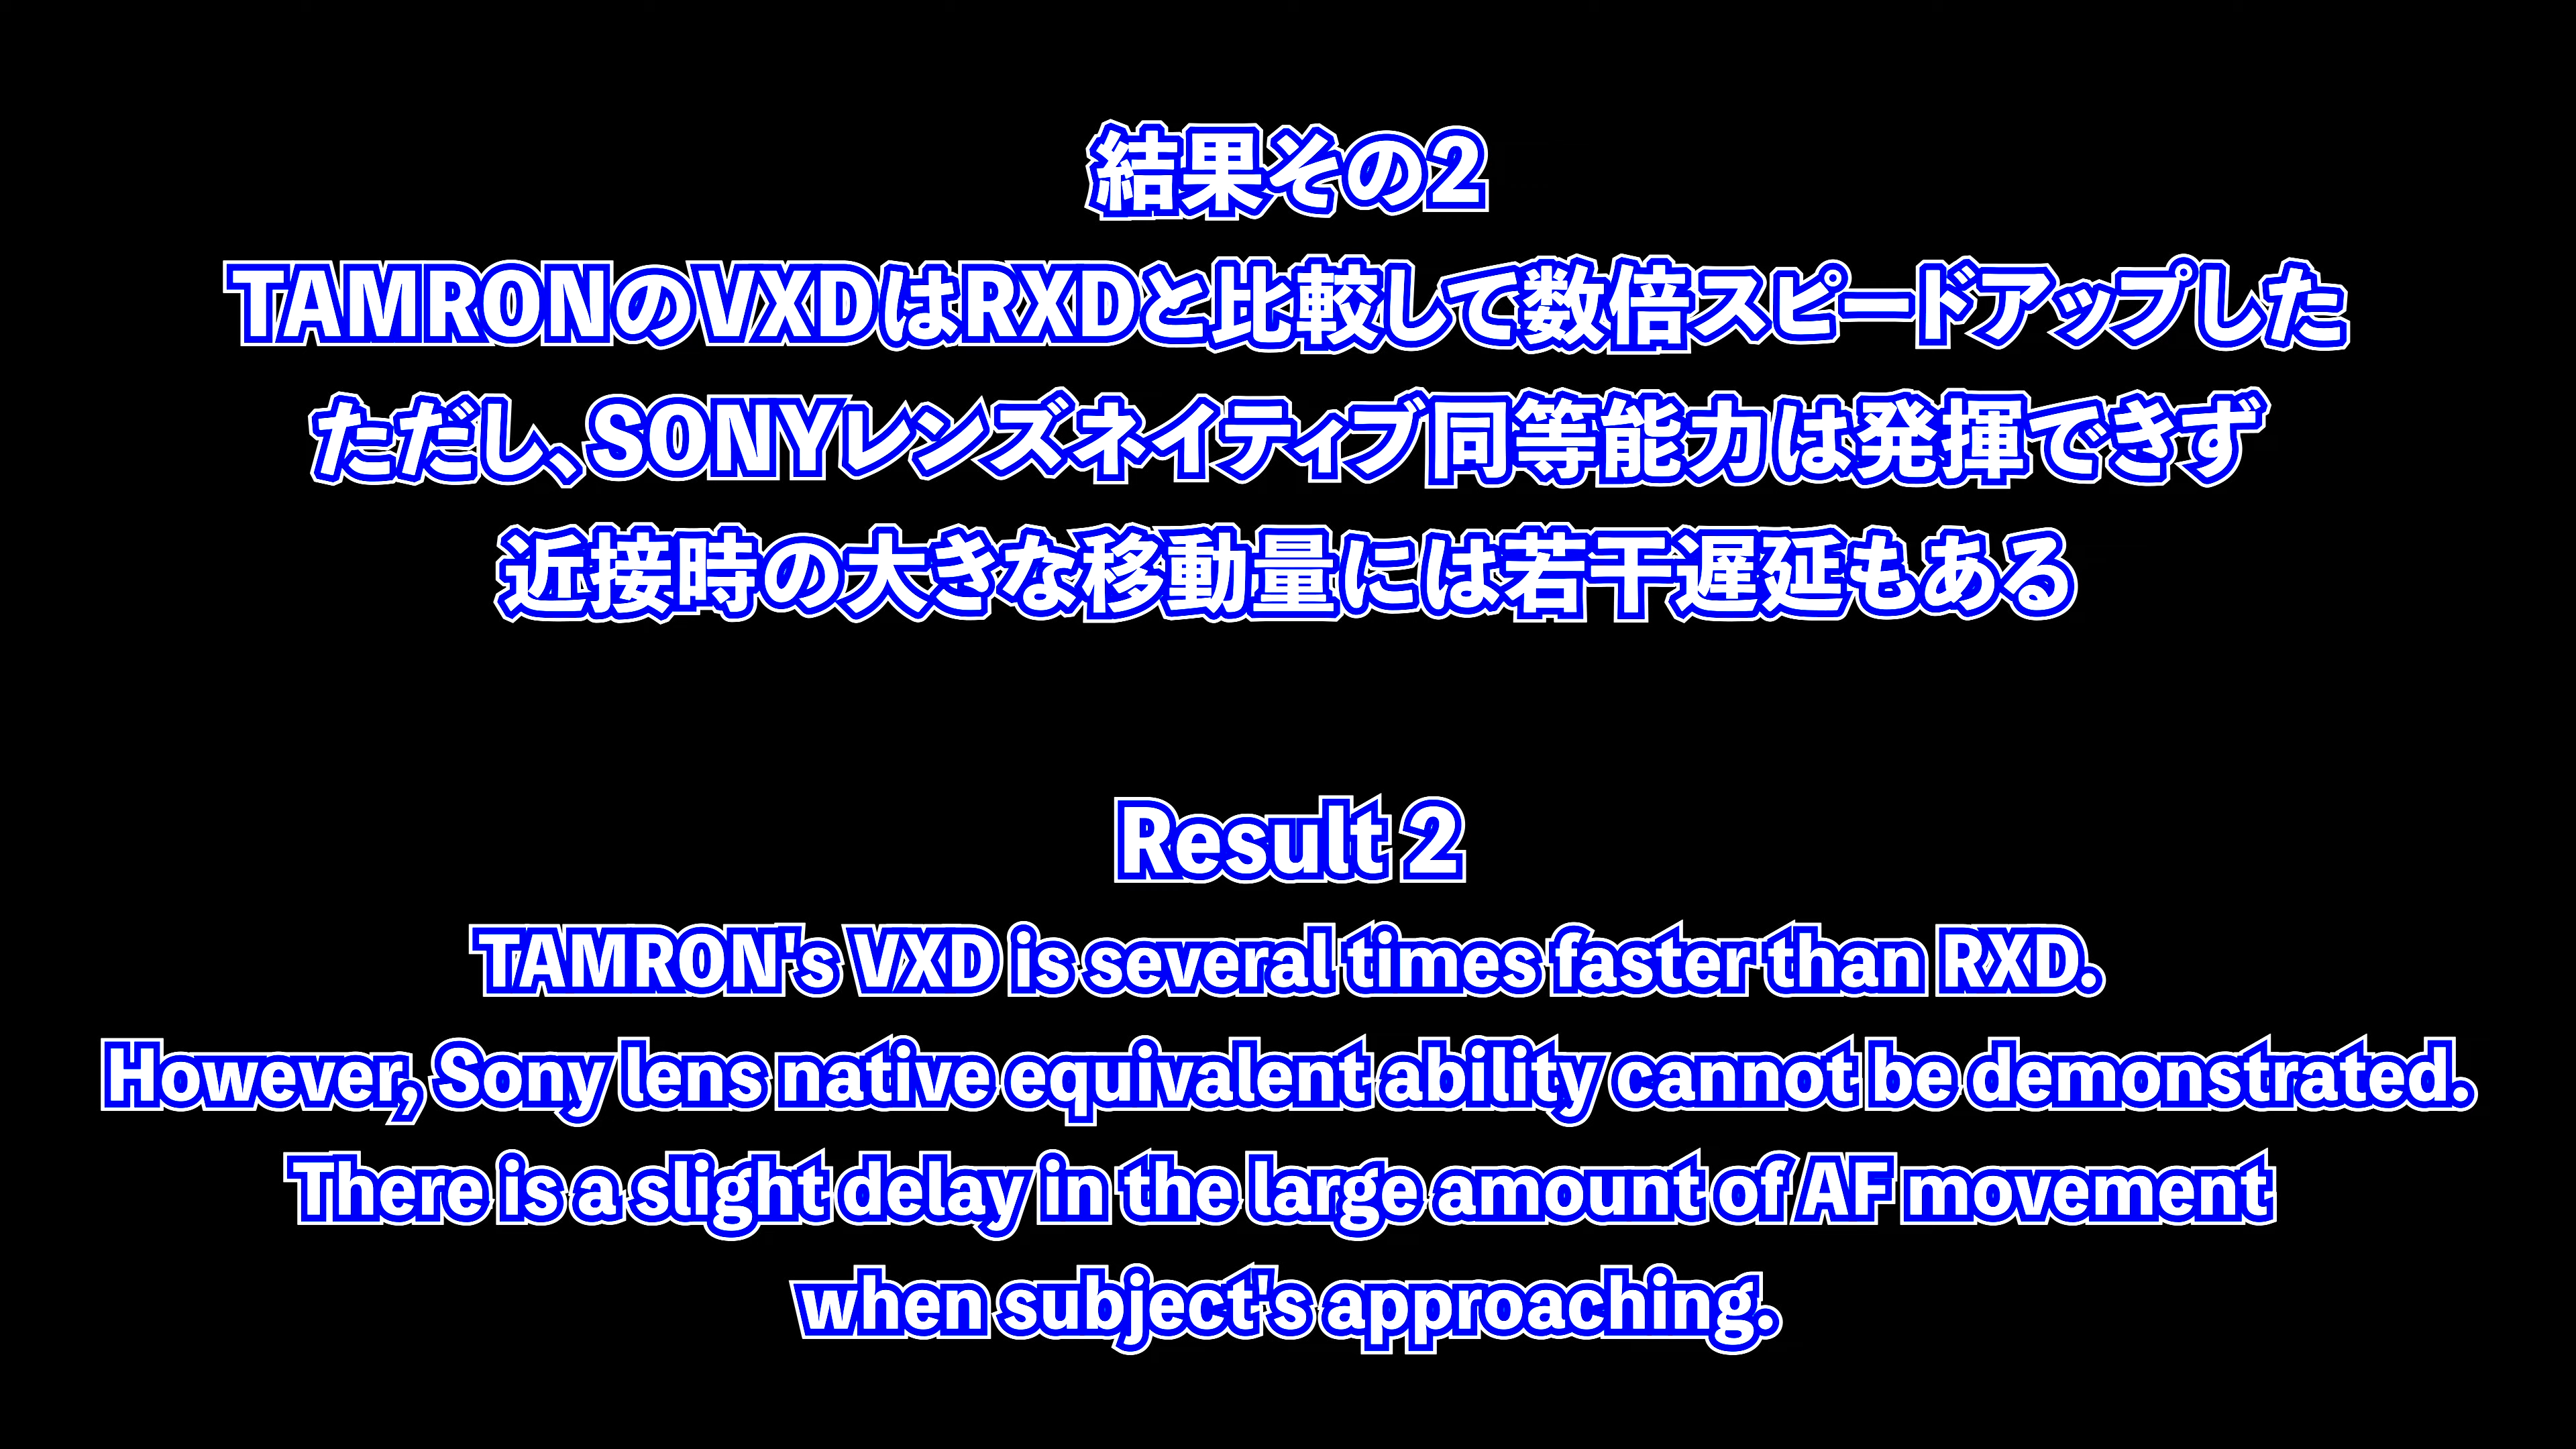 結果その2
TAMRONのVXDはRXDと比較して数倍スピードアップした
ただし、SONYレンズネイティブ同等能力は発揮できず
近接時の大きな移動量には若干遅延もある
Result 2
TAMRON's VXD is several times faster than RXD.
However, Sony lens native equivalent ability cannot be demonstrated.
There is a slight delay in the large amount of AF movement
when subject's approaching.